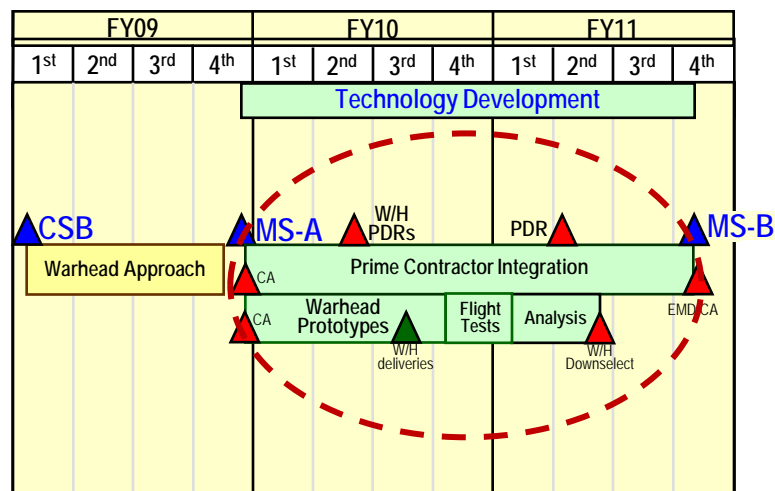 FY09 FY10 FY11
1st 2nd 3rd 4th 1st 2nd 3rd 4th 1st 2nd 3rd 4th
Technology Development
CSB
MS-A
W/H
PDRs
PDR
MS-B
Warhead Approach
CA
Prime Contractor Integration
EMD CA
CA
Warhead
Prototypes
Flight
Tests
Analysis
W/H
deliveries
W/H
Downselect